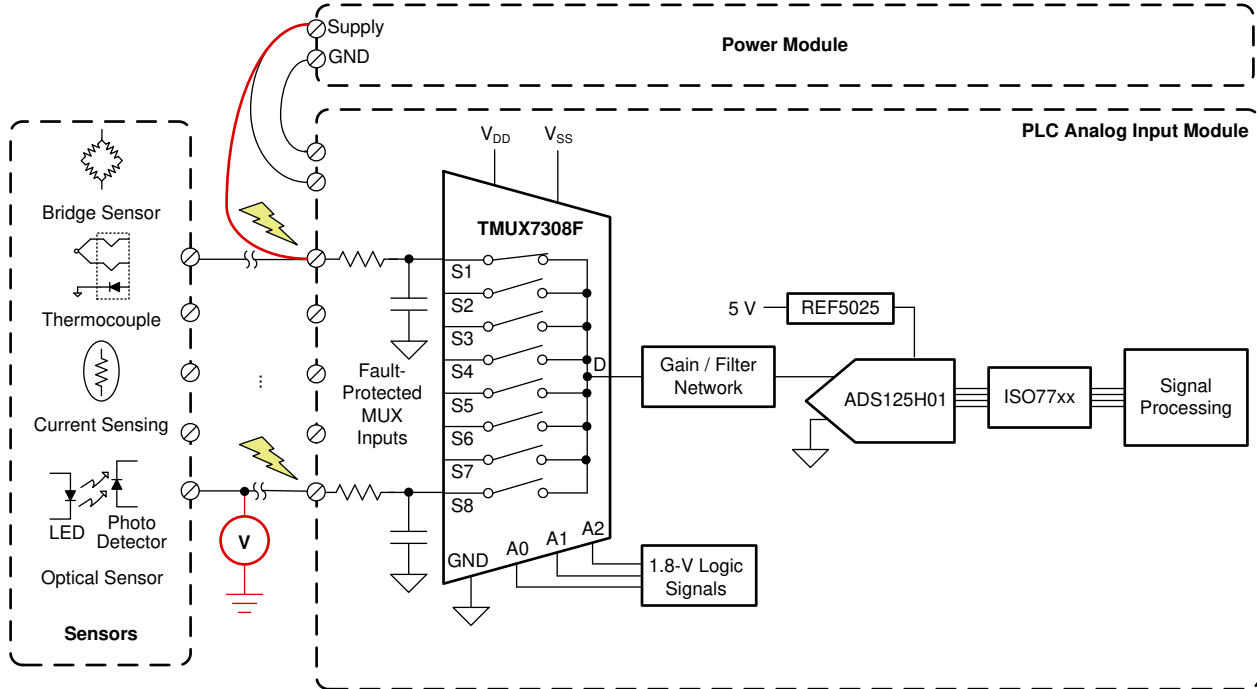 Supply
GND
Power Module
PLC Analog Input Module
V_DD
V_SS
Bridge Sensor
Thermocouple
Current Sensing
LED
Photo
Detector
Optical Sensor
Sensors
...
V
Fault-
Protected
MUX
Inputs
TMUX7308F
S1
S2
S3
S4
S5
S6
S7
S8
D
GND
A0
A1
A2
1.8-V Logic
Signals
Gain / Filter
Network
5 V
REF5025
ADS125H01
ISO77xx
Signal
Processing